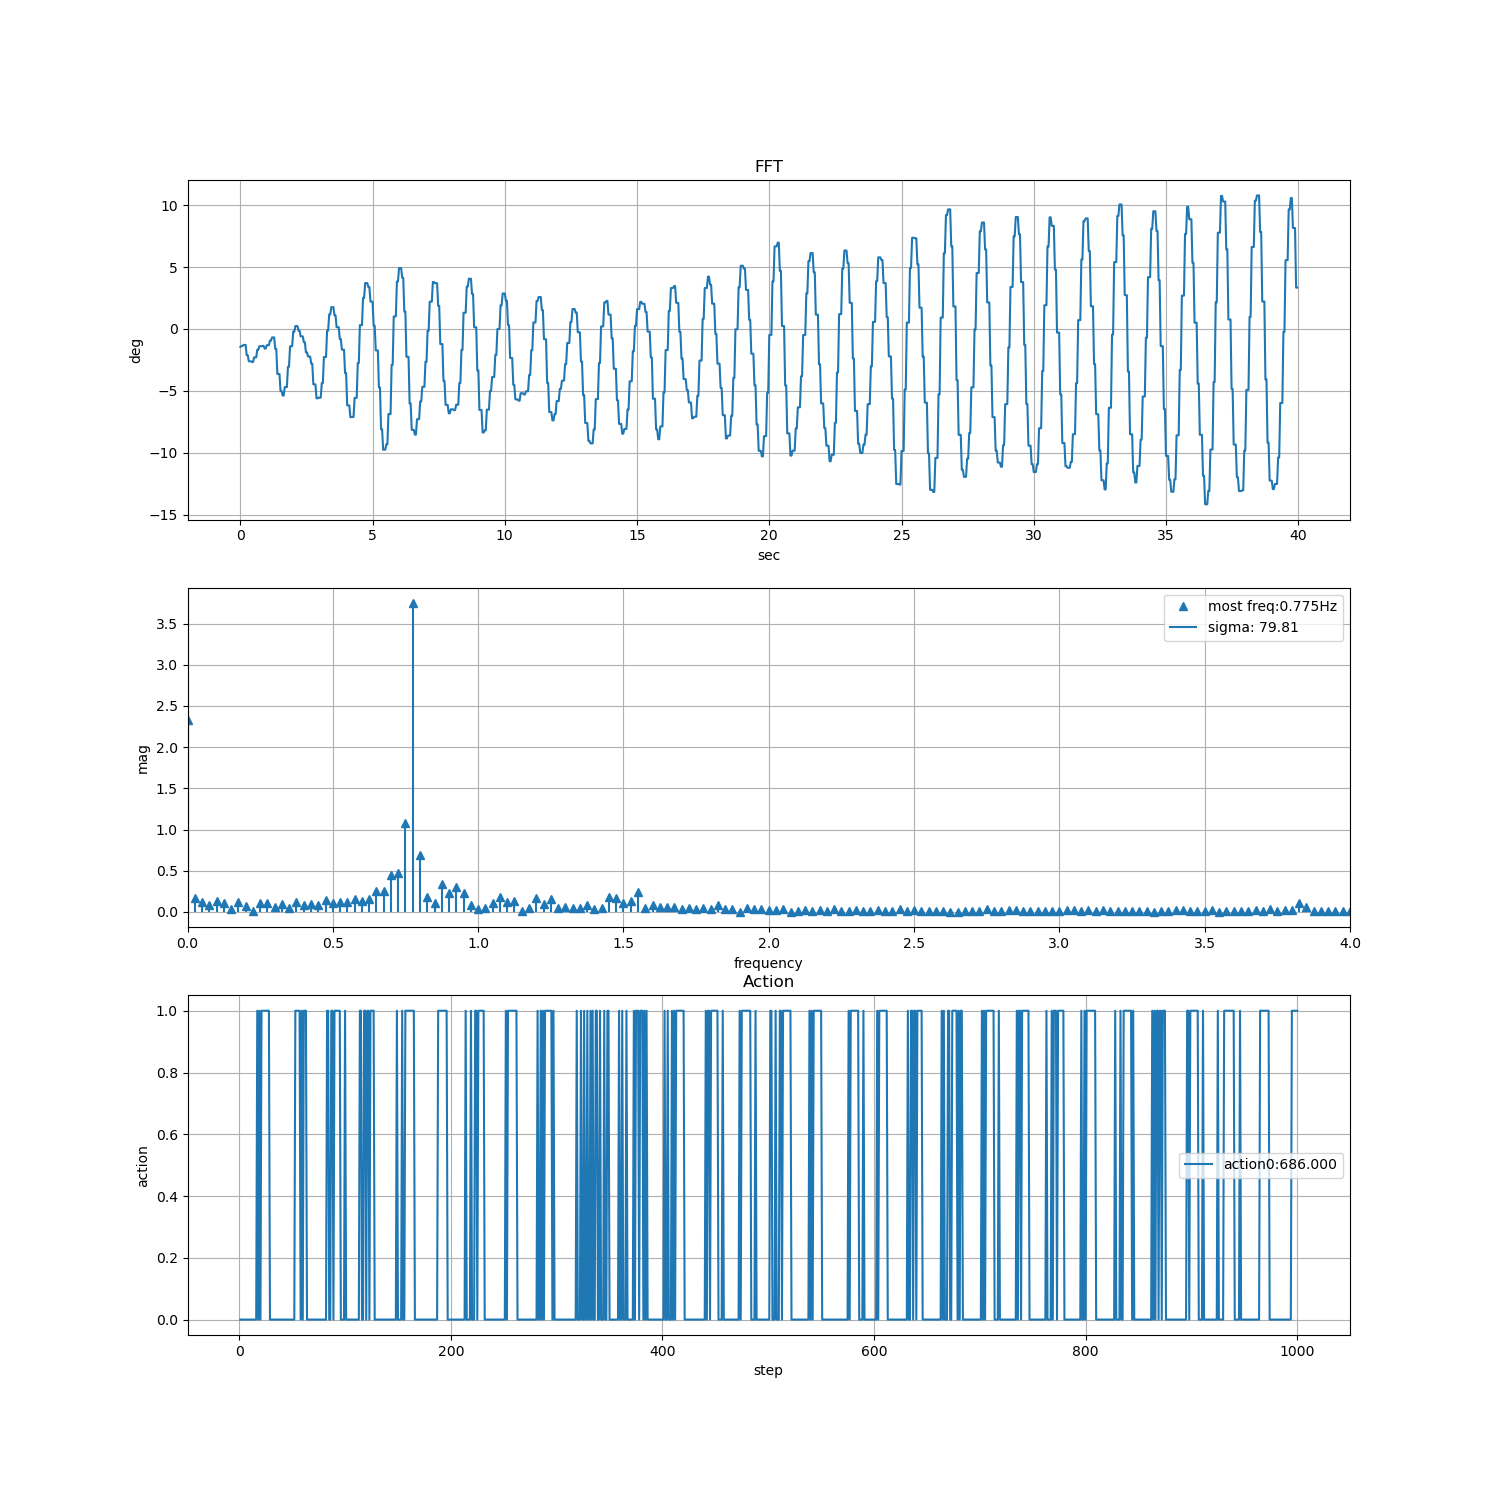 FFT
10
5
0
−5
−10
−15
deg
0 5 10 15 20 25 30 35 40
sec
most freq:0.775Hz
sigma: 79.81
3.5
3.0
2.5
2.0
1.5
1.0
0.5
0.0
mag
0.0 0.5 1.0 1.5 2.0 2.5 3.0 3.5 4.0
frequency
Action
1.0
0.8
0.6
0.4
0.2
0.0
action
action0:686.000
0 200 400 600 800 1000
step